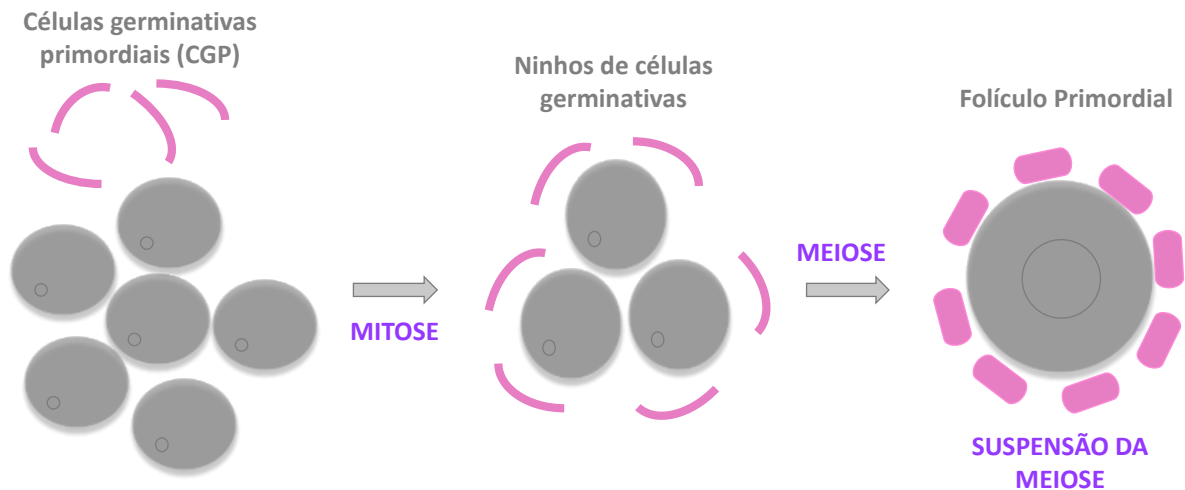 Células germinativas
primordiais (CGP)
Ninhos de células
germinativas
Folículo Primordial
MITOSE
MEIOSE
SUSPENSÃO DA
MEIOSE